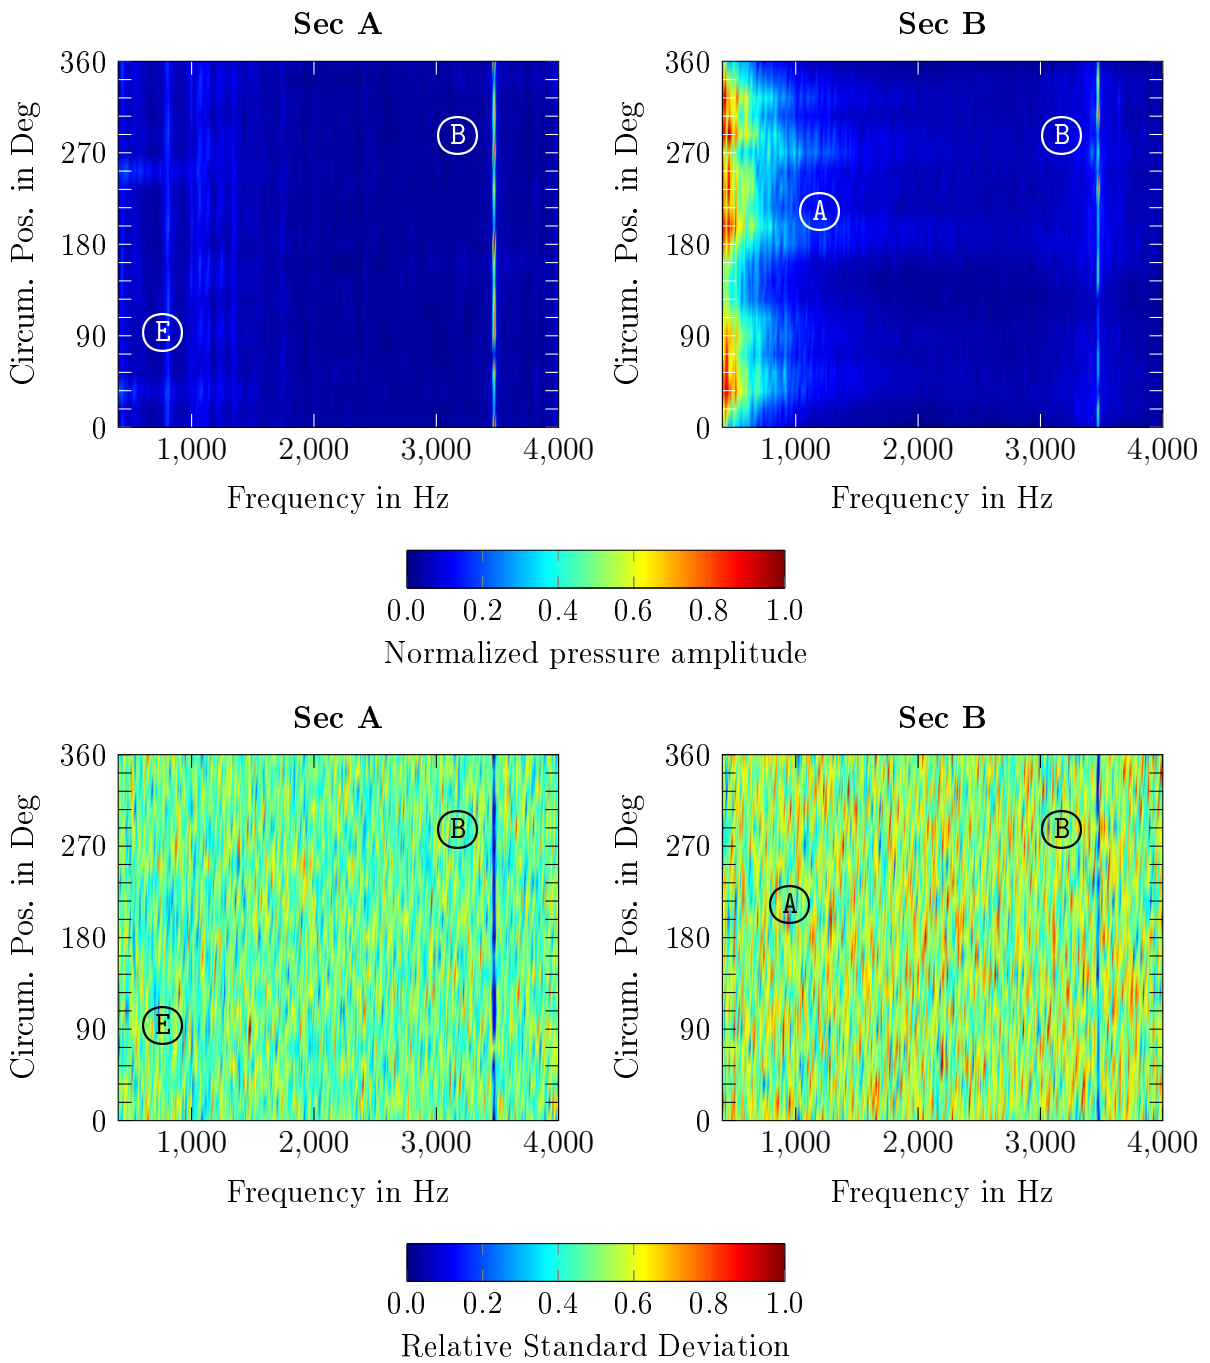 Sec A
Sec B
360
270
180
90
0
Circum. Pos. in Deg
B
E
1,000 2,000 3,000 4,000
Frequency in Hz
360
270
180
90
0
Circum. Pos. in Deg
B
A
1,000 2,000 3,000 4,000
Frequency in Hz
0.0 0.2 0.4 0.6 0.8 1.0
Normalized pressure amplitude
Sec A
Sec B
360
270
180
90
0
Circum. Pos. in Deg
B
E
1,000 2,000 3,000 4,000
Frequency in Hz
360
270
180
90
0
Circum. Pos. in Deg
B
A
1,000 2,000 3,000 4,000
Frequency in Hz
0.0 0.2 0.4 0.6 0.8 1.0
Relative Standard Deviation